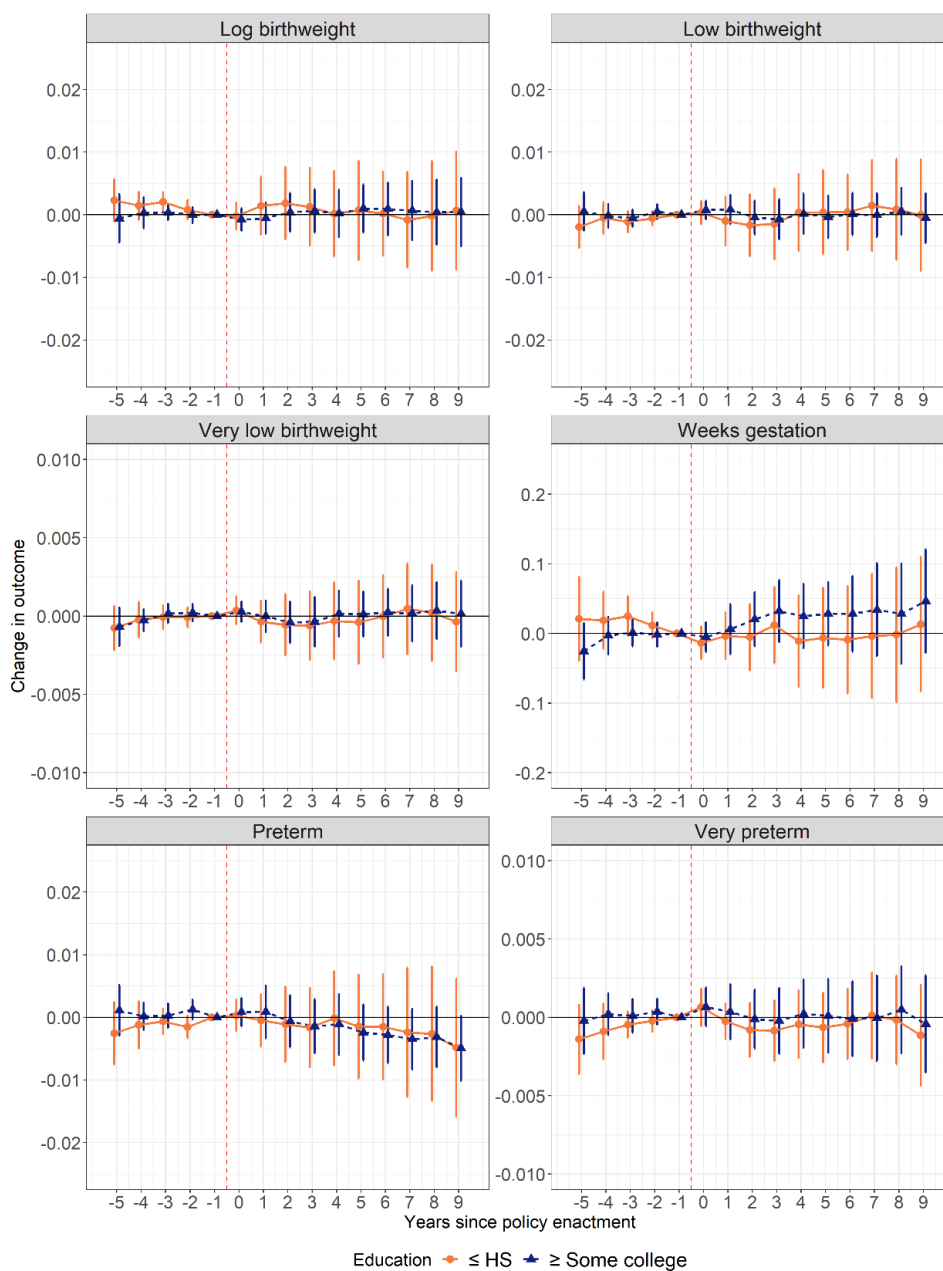 Log birthweight
Low birthweight
0.02
0.01
0.00
-0.01
-0.02
0.02
0.01
0.00
-0.01
-0.02
-5 -4 -3 -2 -1 0 1 2 3 4 5 6 7 8 9
-5 -4 -3 -2 -1 0 1 2 3 4 5 6 7 8 9
Very low birthweight
Weeks gestation
Change in outcome
0.010
0.005
0.000
-0.005
-0.010
0.2
0.1
0.0
-0.1
-0.2
-5 -4 -3 -2 -1 0 1 2 3 4 5 6 7 8 9
-5 -4 -3 -2 -1 0 1 2 3 4 5 6 7 8 9
Preterm
Very preterm
0.02
0.01
0.00
-0.01
-0.02
0.010
0.005
0.000
-0.005
-0.010
-5 -4 -3 -2 -1 0 1 2 3 4 5 6 7 8 9
-5 -4 -3 -2 -1 0 1 2 3 4 5 6 7 8 9
Years since policy enactment
Education ≤ HS ≥ Some college